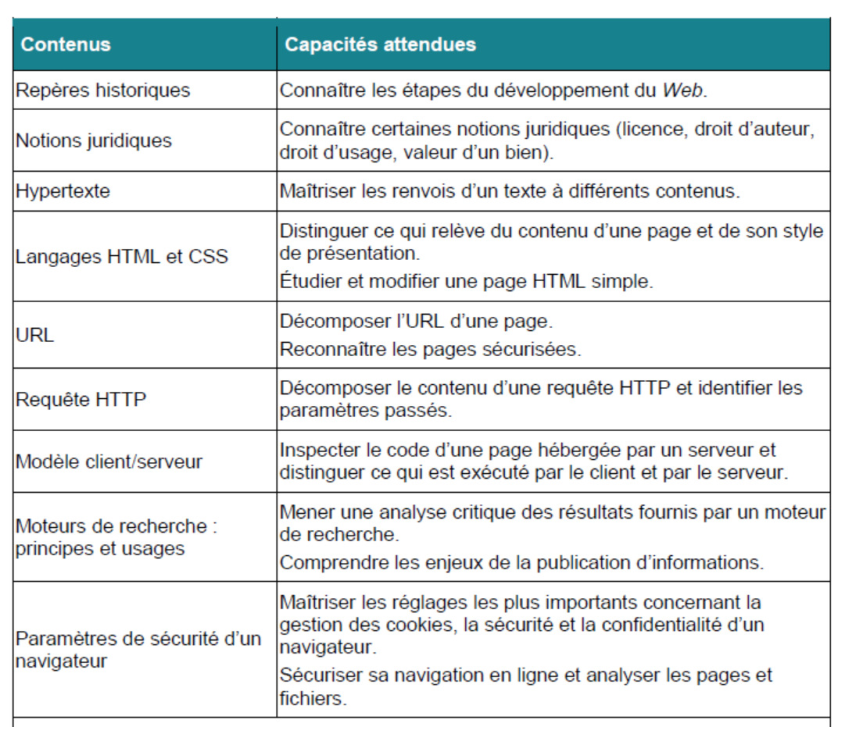 Contenus
Capacités attendues
Repères historiques
Connaître les étapes du développement du Web.
Notions juridiques
Connaître certaines notions juridiques (licence, droit d’auteur,
droit d’usage, valeur d’un bien).
Hypertexte
Maîtriser les renvois d’un texte à différents contenus.
Langages HTML et CSS
Distinguer ce qui relève du contenu d’une page et de son style
de présentation.
Étudier et modifier une page HTML simple.
URL
Décomposer l’URL d’une page.
Reconnaître les pages sécurisées.
Requête HTTP
Décomposer le contenu d’une requête HTTP et identifier les
paramètres passés.
Modèle client/serveur
Inspecter le code d’une page hébergée par un serveur et
distinguer ce qui est exécuté par le client et par le serveur.
Moteurs de recherche :
principes et usages
Mener une analyse critique des résultats fournis par un moteur
de recherche.
Comprendre les enjeux de la publication d’informations.
Paramètres de sécurité d’un
navigateur
Maîtriser les réglages les plus importants concernant la
gestion des cookies, la sécurité et la confidentialité d’un
navigateur.
Sécuriser sa navigation en ligne et analyser les pages et
fichiers.